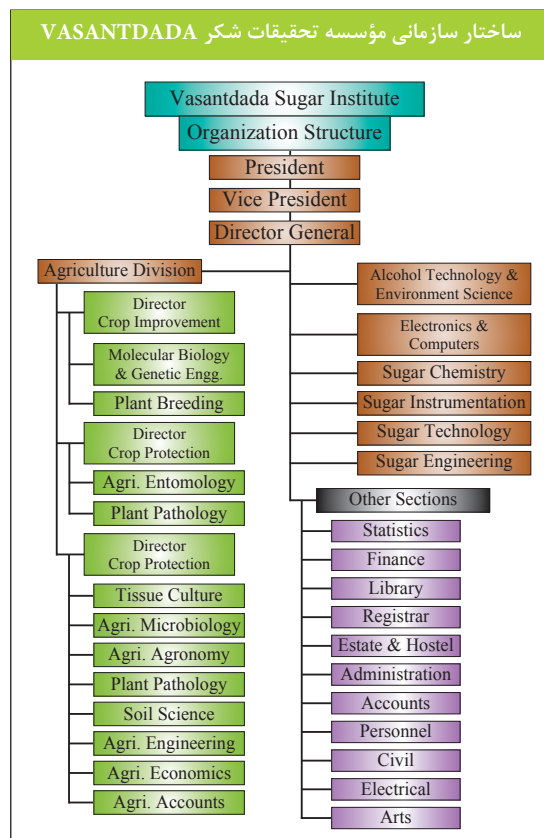 ساختار سازمانی مؤسسه تحقیقات شکر VASANTDADA
Vasantdada Sugar Institute
Organization Structure
President
Vice President
Director General
Agriculture Division
Director
Crop Improvement
Molecular Biology
& Genetic Engg.
Plant Breeding
Director
Crop Protection
Agri. Entomology
Plant Pathology
Director
Crop Protection
Tissue Culture
Agri. Microbiology
Agri. Agronomy
Plant Pathology
Soil Science
Agri. Engineering
Agri. Economics
Agri. Accounts
Alcohol Technology &
Environment Science
Electronics &
Computers
Sugar Chemistry
Sugar Instrumentation
Sugar Technology
Sugar Engineering
Other Sections
Statistics
Finance
Library
Registrar
Estate & Hostel
Administration
Accounts
Personnel
Civil
Electrical
Arts